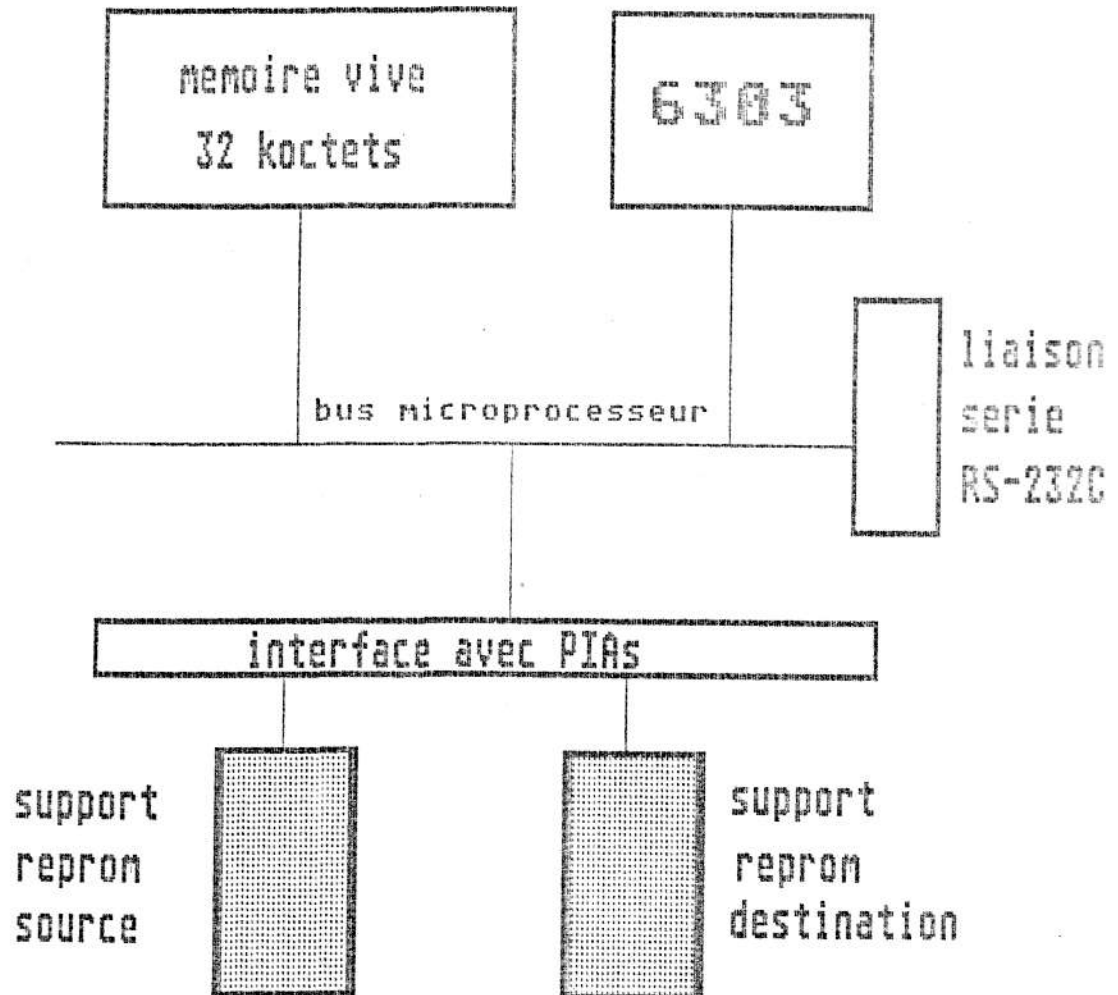 memoire vive
32 koctets
6303
liaison
serie
RS-232C
bus microprocesseur
interface avec PIAs
support
reprom
source
support
reprom
destination